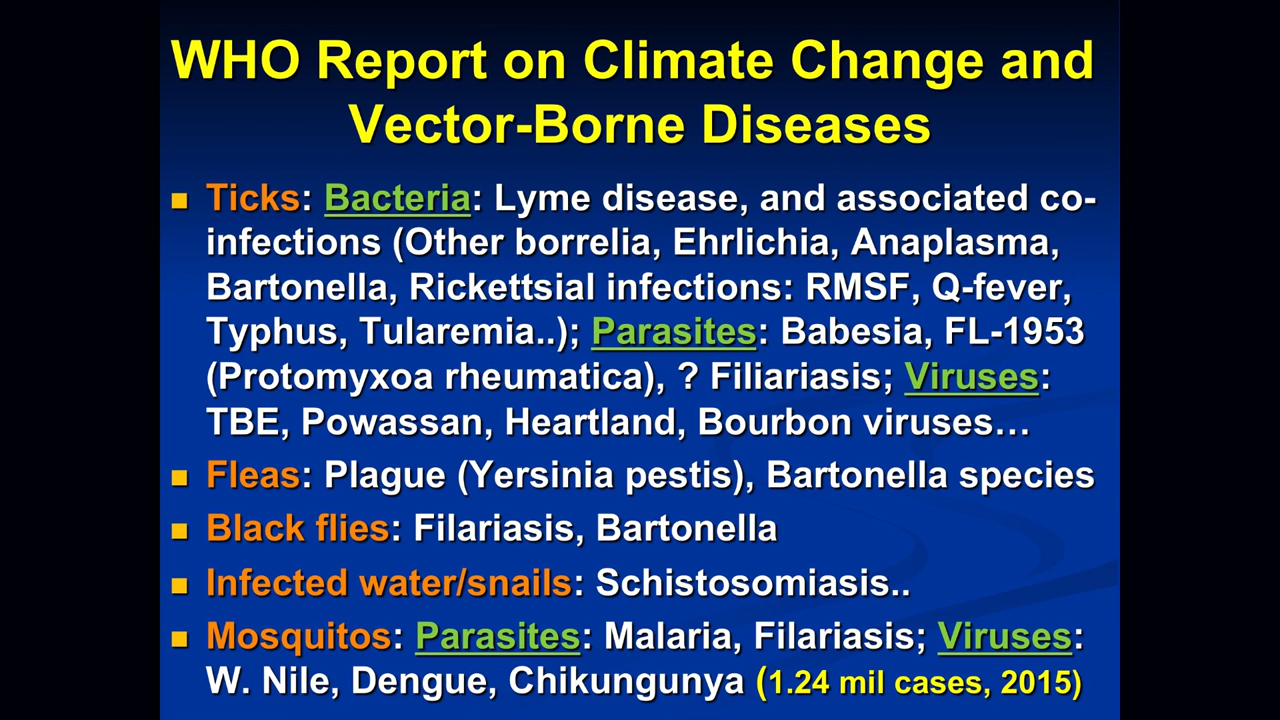 WHO Report on Climate Change and
Vector-Borne Diseases
Ticks: Bacteria: Lyme disease, and associated co-
infections (Other borrelia, Ehrlichia, Anaplasma,
Bartonella, Rickettsial infections: RMSF, Q-fever,
Typhus, Tularemia..); Parasites: Babesia, FL-1953
(Protomyxoa rheumatica), ? Filiariasis; Viruses:
TBE, Powassan, Heartland, Bourbon viruses…
Fleas: Plague (Yersinia pestis), Bartonella species
Black flies: Filariasis, Bartonella
Infected water/snails: Schistosomiasis..
Mosquitos: Parasites: Malaria, Filariasis; Viruses:
W. Nile, Dengue, Chikungunya (1.24 mil cases, 2015)